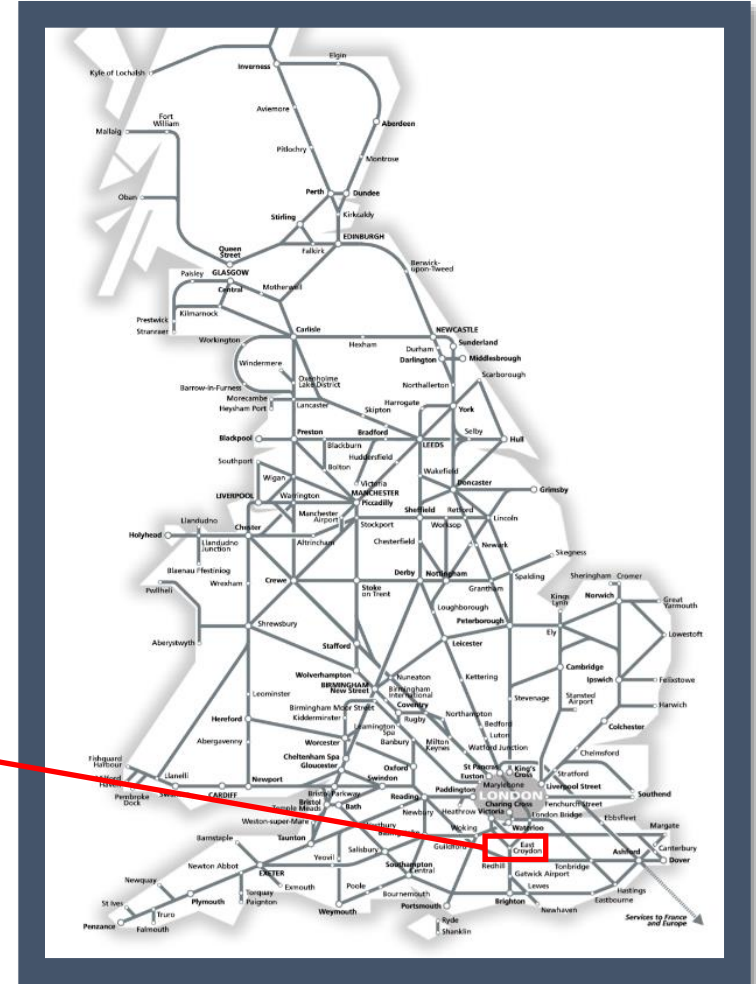 Elgin
Inverness
Kyle of Lochalsh
Aviemore
Fort
William
Aberdeen
Mallaig
Pitlochry
Montrose
Perth
Dundee
Oban
Stirling
Kirkcaldy
EDINBURGH
Queen
Street
Falkirk
Berwick-
upon-Tweed
Paisley
GLASGOW
Central
Motherwell
Prestwick
Kilmarnock
Stranraer
Carlisle
NEWCASTLE
Workington
Hexham
Sunderland
Durham
Darlington
Middlesbrough
Windermere
Scarborough
Oxenholme
Lake District
Barrow-in-Furness
Northallerton
Morecambe
Heysham Port
Lancaster
Harrogate
Skipton
York
Blackpool
Preston
Bradford
LEEDS
Selby
Hull
Blackburn
Huddersfield
Southport
Bolton
Wakefield
Wigan
Victoria
Doncaster
LIVERPOOL
Warrington
MANCHESTER
Piccadilly
Grimsby
Manchester
Airport
Sheffield
Retford
Llandudno
Stockport
Worksop
Lincoln
Holyhead
Chester
Llandudno
Junction
Altrincham
Chesterfield
Newark
Skegness
Blaenau Ffestiniog
Wrexham
Crewe
Stoke
on Trent
Derby
Nottingham
Grantham
Spalding
Sheringham
Cromer
Pwllheli
Kings
Lynn
Norwich
Great
Yarmouth
Loughborough
Shrewsbury
Peterborough
Ely
Lowestoft
Aberystwyth
Stafford
Leicester
Wolverhampton
BIRMINGHAM
New Street
Nuneaton
Kettering
Cambridge
Birmingham
International
Ipswich
Felixstowe
Leominster
Coventry
Stevenage
Stansted
Airport
Birmingham Moor Street
Kidderminster
Rugby
Northampton
Harwich
Hereford
Leamington
Spa
Bedford
Colchester
Abergavenny
Worcester
Banbury
Milton
Keynes
Luton
Watford Junction
Chelmsford
Cheltenham Spa
Gloucester
Oxford
St Pancras
Euston
King's
Cross
Stratford
Fishguard
Harbour
Llanelli
Newport
Swindon
Marylebone
Liverpool Street
Milford
Haven
Pembroke
Dock
CARDIFF
Bristol Parkway
Reading
Paddington
LONDON
Southend
Bristol
Temple Meads
Bath
Charing Cross
Fenchurch Street
Newbury
Heathrow
Victoria
London Bridge
Ebbsfleet
Weston-super-Mare
Westbury
Woking
Waterloo
Margate
Barnstaple
Taunton
Basingstoke
Guildford
East
Croydon
Canterbury
Salisbury
Yeovil
Redhill
Tonbridge
Ashford
Dover
Newton Abbot
Southampton
Central
Gatwick Airport
EXETER
Newquay
Exmouth
Poole
Lewes
Hastings
Torquay
Paignton
Bournemouth
Eastbourne
St Ives
Plymouth
Brighton
Newhaven
Truro
Weymouth
Portsmouth
Penzance
Falmouth
Ryde
Shanklin
Services to France
and Europe